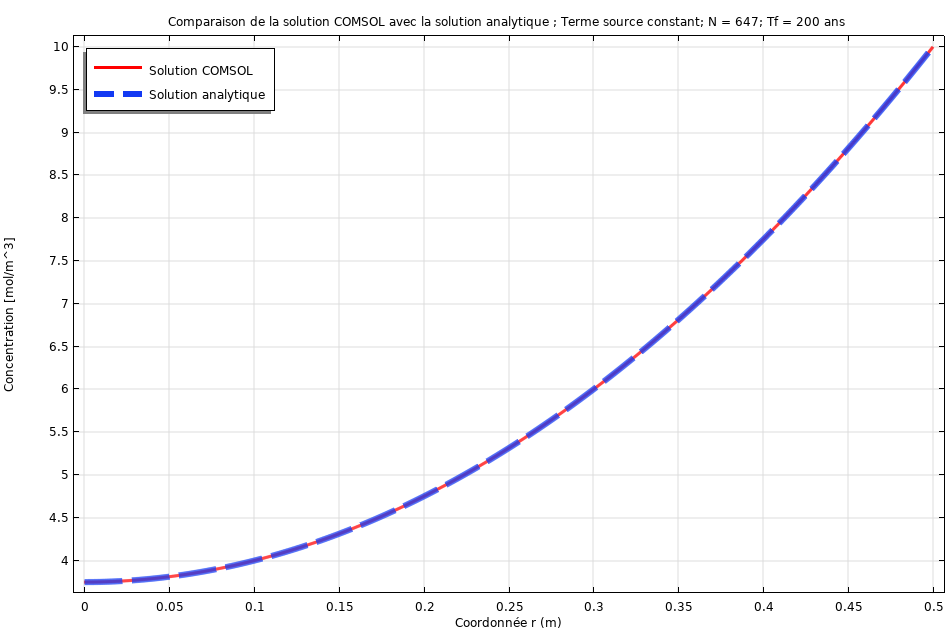 Comparaison de la solution COMSOL avec la solution analytique ; Terme source constant; N = 647; Tf = 200 ans
Solution COMSOL
Solution analytique
Concentration [mol/m^3]
10
9.5
9
8.5
8
7.5
7
6.5
6
5.5
5
4.5
4
0 0.05 0.1 0.15 0.2 0.25 0.3 0.35 0.4 0.45 0.5
Coordonnée r (m)